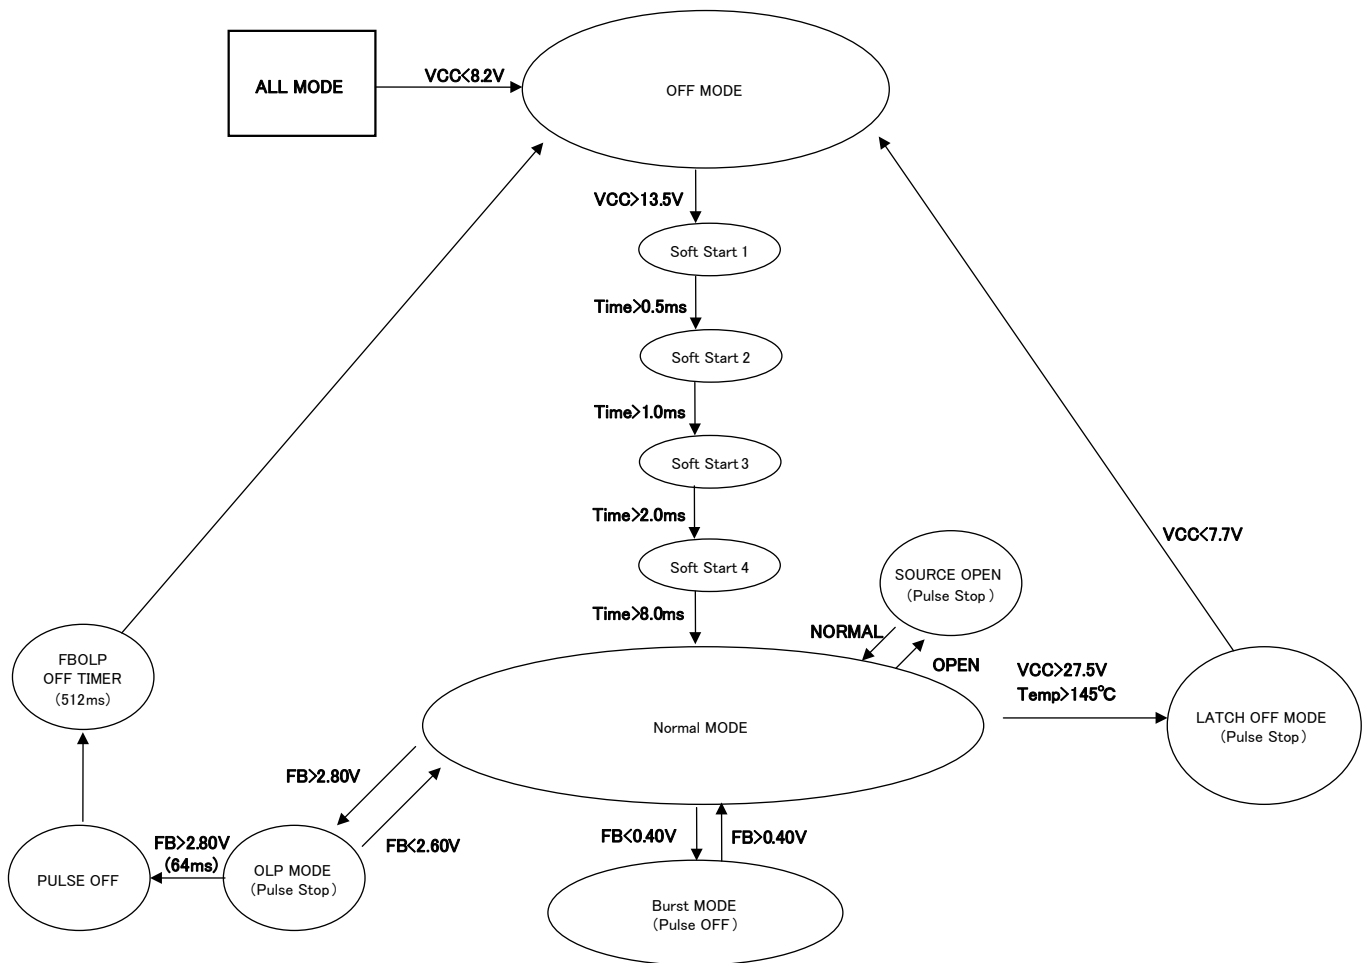 ALL MODE
VCC<8.2V
OFF MODE
VCC>13.5V
Soft Start 1
Time>0.5ms
Soft Start 2
Time>1.0ms
Soft Start 3
Time>2.0ms
Soft Start 4
Time>8.0ms
SOURCE OPEN
(Pulse Stop)
NORMAL
OPEN
VCC<7.7V
VCC>27.5V
Temp>145℃
LATCH OFF MODE
(Pulse Stop)
Normal MODE
FBOLP
OFF TIMER
(512ms)
FB>2.80V
FB<2.60V
FB>2.80V
(64ms)
PULSE OFF
OLP MODE
(Pulse Stop)
FB<0.40V
FB>0.40V
Burst MODE
(Pulse OFF)